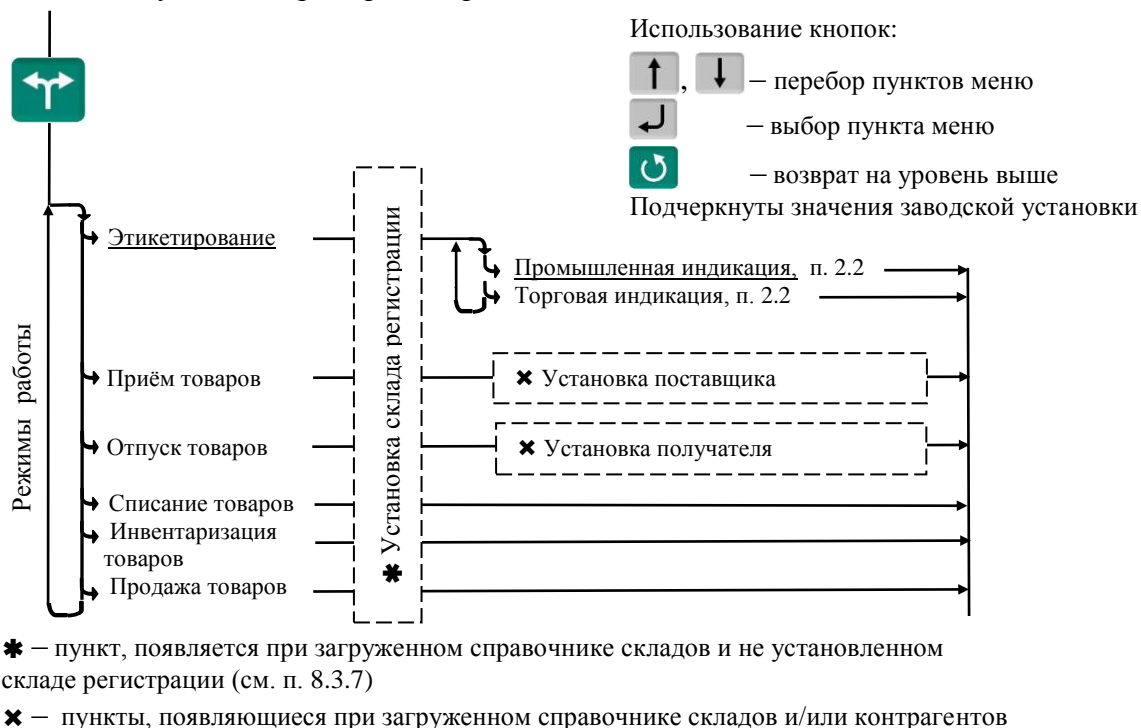 Использование кнопок:
, – перебор пунктов меню
– выбор пункта меню
– возврат на уровень выше
Подчеркнуты значения заводской установки
Режимы работы
Этикетирование
Приём товаров
Отпуск товаров
Списание товаров
Инвентаризация
товаров
Продажа товаров
✱ Установка склада регистрации
Промышленная индикация, п. 2.2
Торговая индикация, п. 2.2
✖ Установка поставщика
✖ Установка получателя
✱ – пункт, появляется при загруженном справочнике складов и не установленном
складе регистрации (см. п. 8.3.7)
✖ – пункты, появляющиеся при загруженном справочнике складов и/или контрагентов